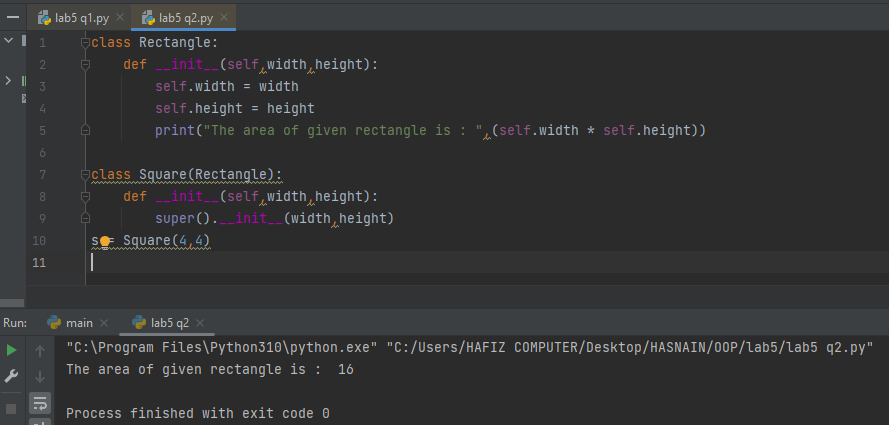 lab5 q1.py × lab5 q2.py ×
1 class Rectangle:
2 def __init__(self,width,height):
3 self.width = width
4 self.height = height
5 print("The area of given rectangle is : ",(self.width * self.height))
6
7 class Square(Rectangle):
8 def __init__(self,width,height):
9 super().__init__(width,height)
10 s = Square(4,4)
11
Run: main × lab5 q2 ×
"C:\Program Files\Python310\python.exe" "C:/Users/HAFIZ COMPUTER/Desktop/HASNAIN/OOP/lab5/lab5 q2.py"
The area of given rectangle is :  16
Process finished with exit code 0